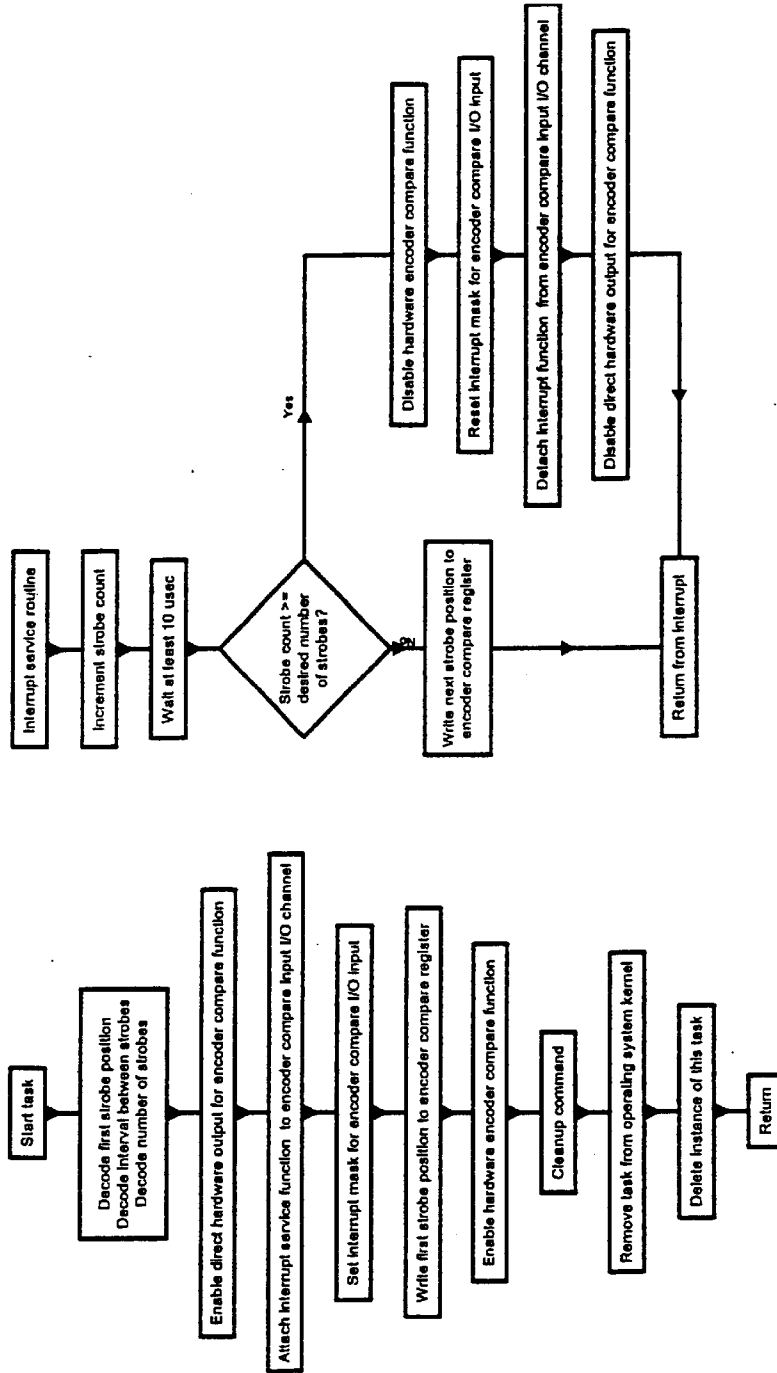 Start task
Decode first strobe position
Decode interval between strobes
Decode number of strobes
Enable direct hardware output for encoder compare function
Attach interrupt service function to encoder compare input I/O channel
Set interrupt mask for encoder compare I/O input
Write first strobe position to encoder compare register
Enable hardware encoder compare function
Cleanup command
Remove task from operating system kernel
Delete instance of this task
Return
Interrupt service routine
Increment strobe count
Wait at least 10 usec
Strobe count >=
desired number
of strobes?
Yes
No
Write next strobe position to
encoder compare register
Disable hardware encoder compare function
Reset interrupt mask for encoder compare I/O input
Detach interrupt function from encoder compare input I/O channel
Disable direct hardware output for encoder compare function
Return from interrupt